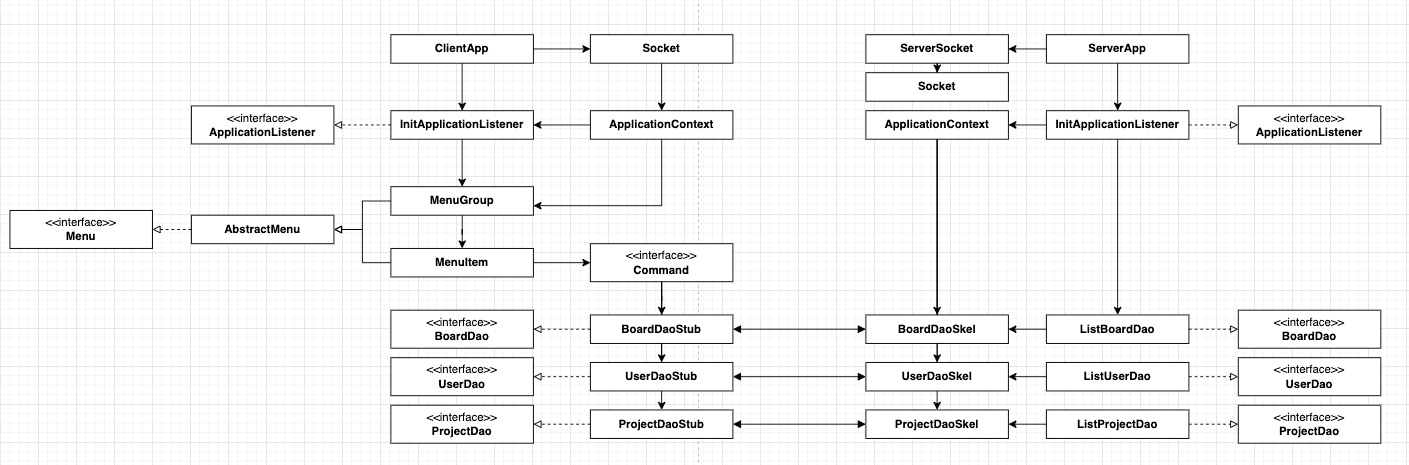 ClientApp
Socket
ServerSocket
ServerApp
Socket
<<interface>>
ApplicationListener
InitApplicationListener
ApplicationContext
ApplicationContext
InitApplicationListener
<<interface>>
ApplicationListener
MenuGroup
<<interface>>
Menu
AbstractMenu
MenuItem
<<interface>>
Command
<<interface>>
BoardDao
BoardDaoStub
BoardDaoSkel
ListBoardDao
<<interface>>
BoardDao
<<interface>>
UserDao
UserDaoStub
UserDaoSkel
ListUserDao
<<interface>>
UserDao
<<interface>>
ProjectDao
ProjectDaoStub
ProjectDaoSkel
ListProjectDao
<<interface>>
ProjectDao